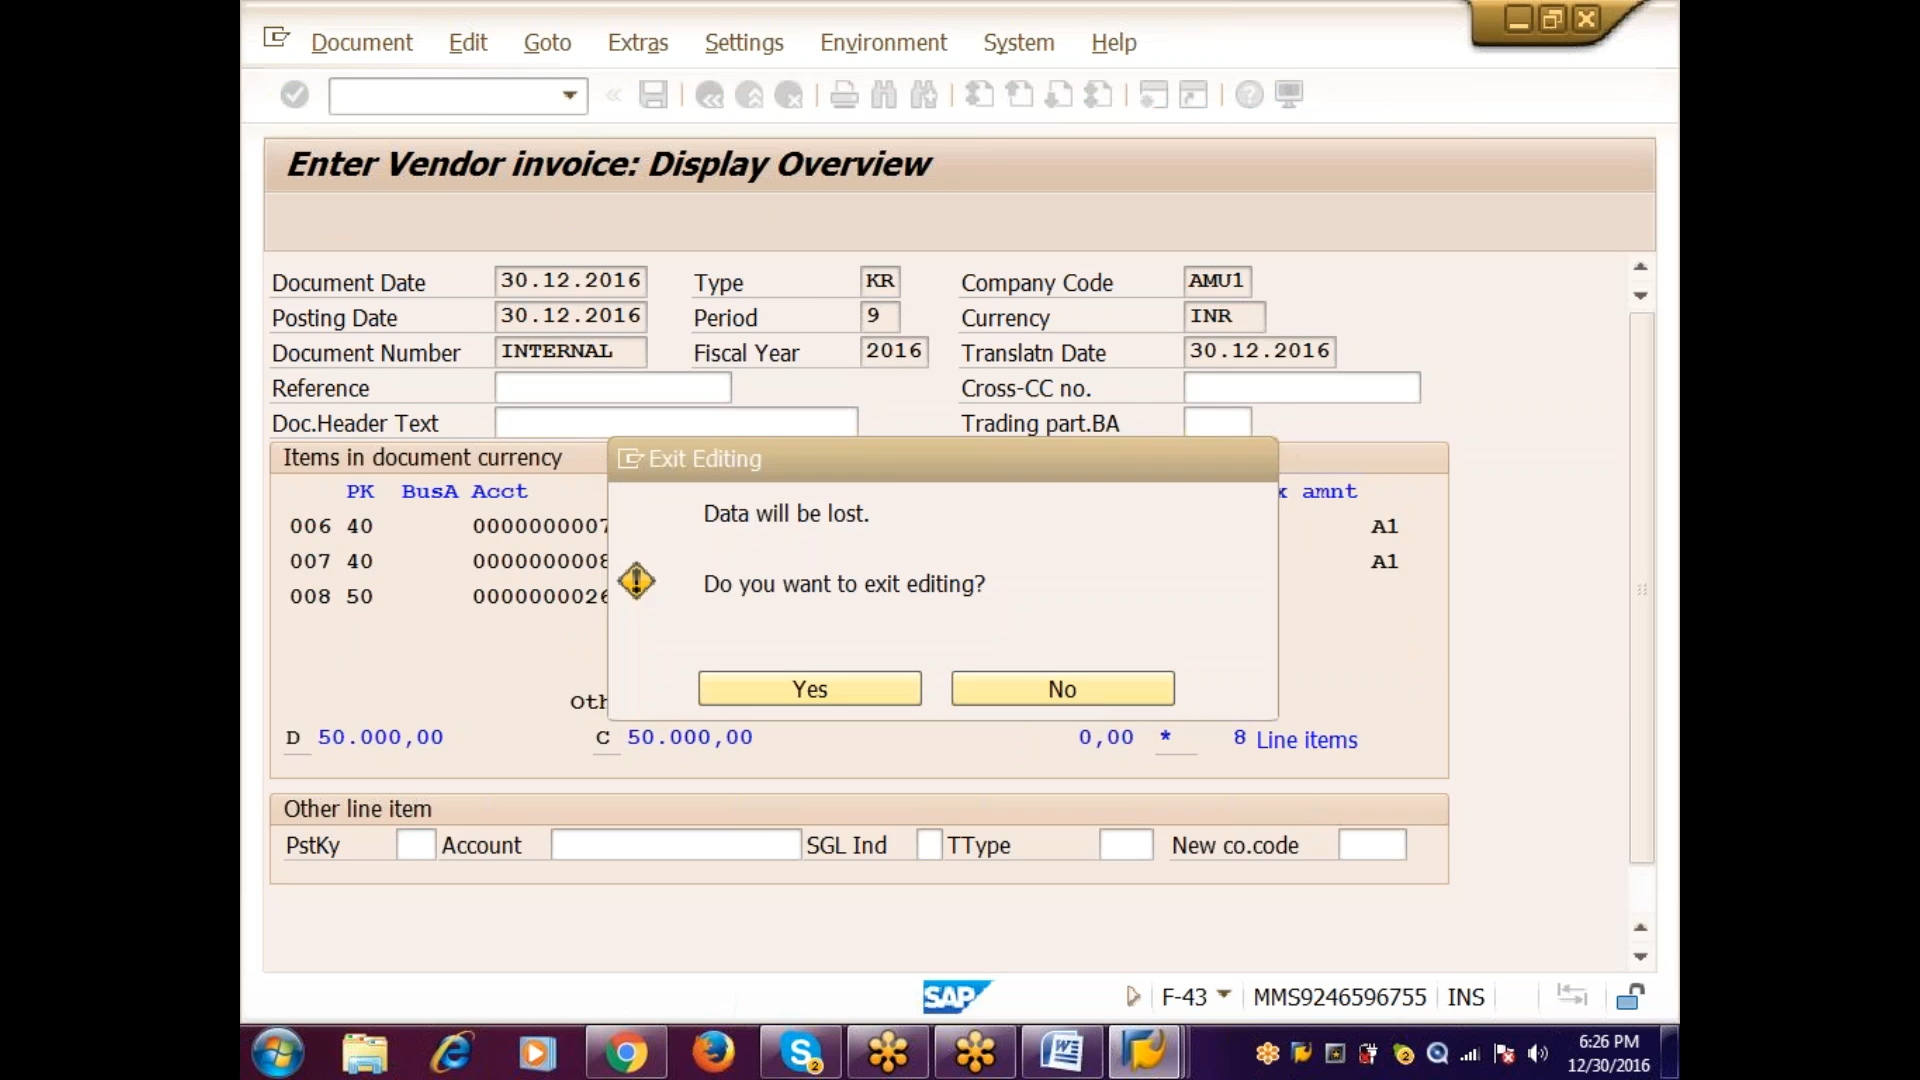 Document Edit Goto Extras Settings Environment System Help
Enter Vendor invoice: Display Overview
Document Date 30.12.2016 Type KR Company Code AMU1
Posting Date 30.12.2016 Period 9 Currency INR
Document Number INTERNAL Fiscal Year 2016 Translatn Date 30.12.2016
Reference Cross-CC no.
Doc.Header Text Trading part.BA
Items in document currency
Exit Editing
PK BusA Acct amnt
Data will be lost.
006 40 0000000007 A1
007 40 0000000008 A1
Do you want to exit editing?
008 50 0000000026
Yes No
Oth
D 50.000,00 C 50.000,00 0,00 * 8 Line items
Other line item
PstKy Account SGL Ind TType New co.code
SAP F-43 MMS9246596755 INS
6:26 PM
12/30/2016